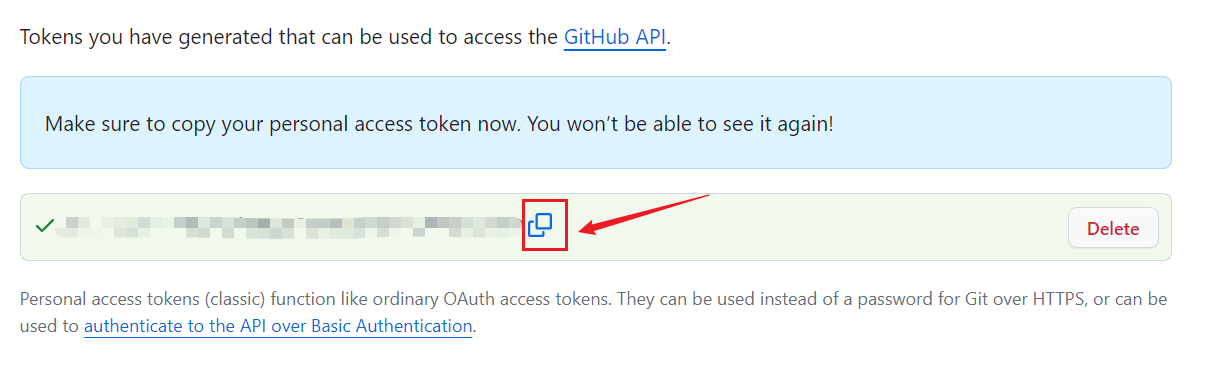 Tokens you have generated that can be used to access the GitHub API.
Make sure to copy your personal access token now. You won’t be able to see it again!
Delete
Personal access tokens (classic) function like ordinary OAuth access tokens. They can be used instead of a password for Git over HTTPS, or can be
used to authenticate to the API over Basic Authentication.